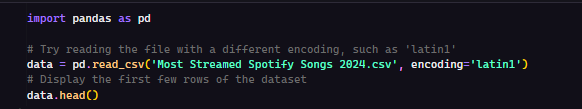 import pandas as pd
# Try reading the file with a different encoding, such as 'latin1'
data = pd.read_csv('Most Streamed Spotify Songs 2024.csv', encoding='latin1')
# Display the first few rows of the dataset
data.head()